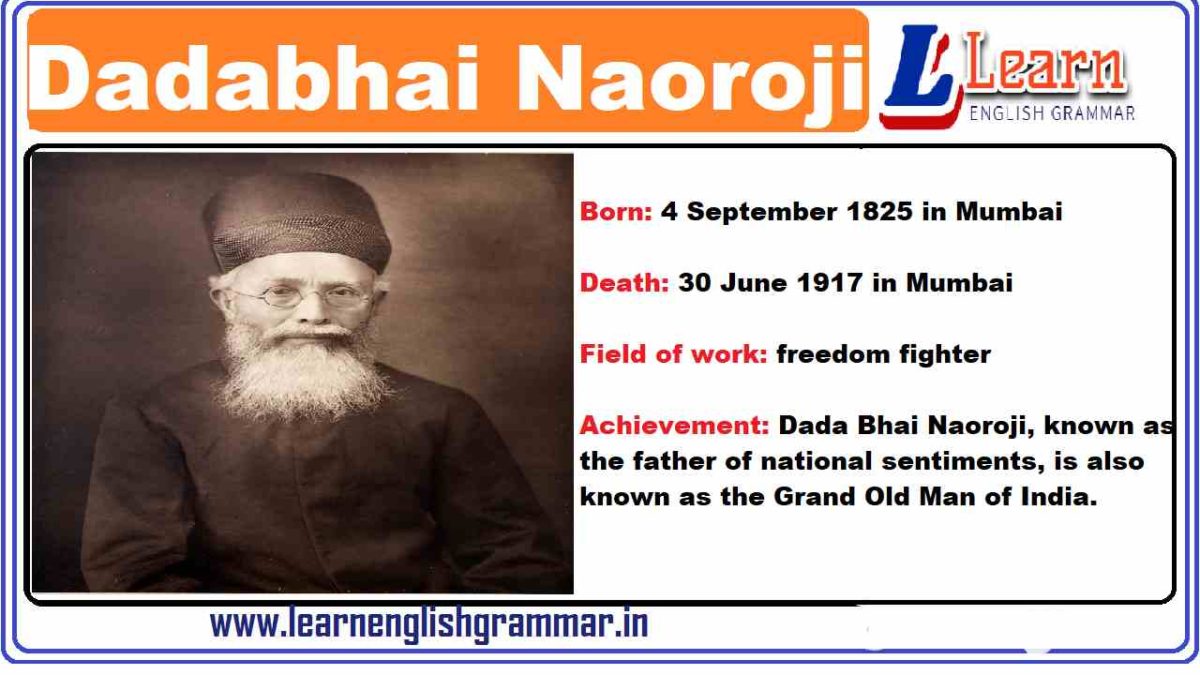 Dadabhai Naoroji
Learn
ENGLISH GRAMMAR
Born: 4 September 1825 in Mumbai
Death: 30 June 1917 in Mumbai
Field of work: freedom fighter
Achievement: Dada Bhai Naoroji, known as
the father of national sentiments, is also
known as the Grand Old Man of India.
www.learnenglishgrammar.in